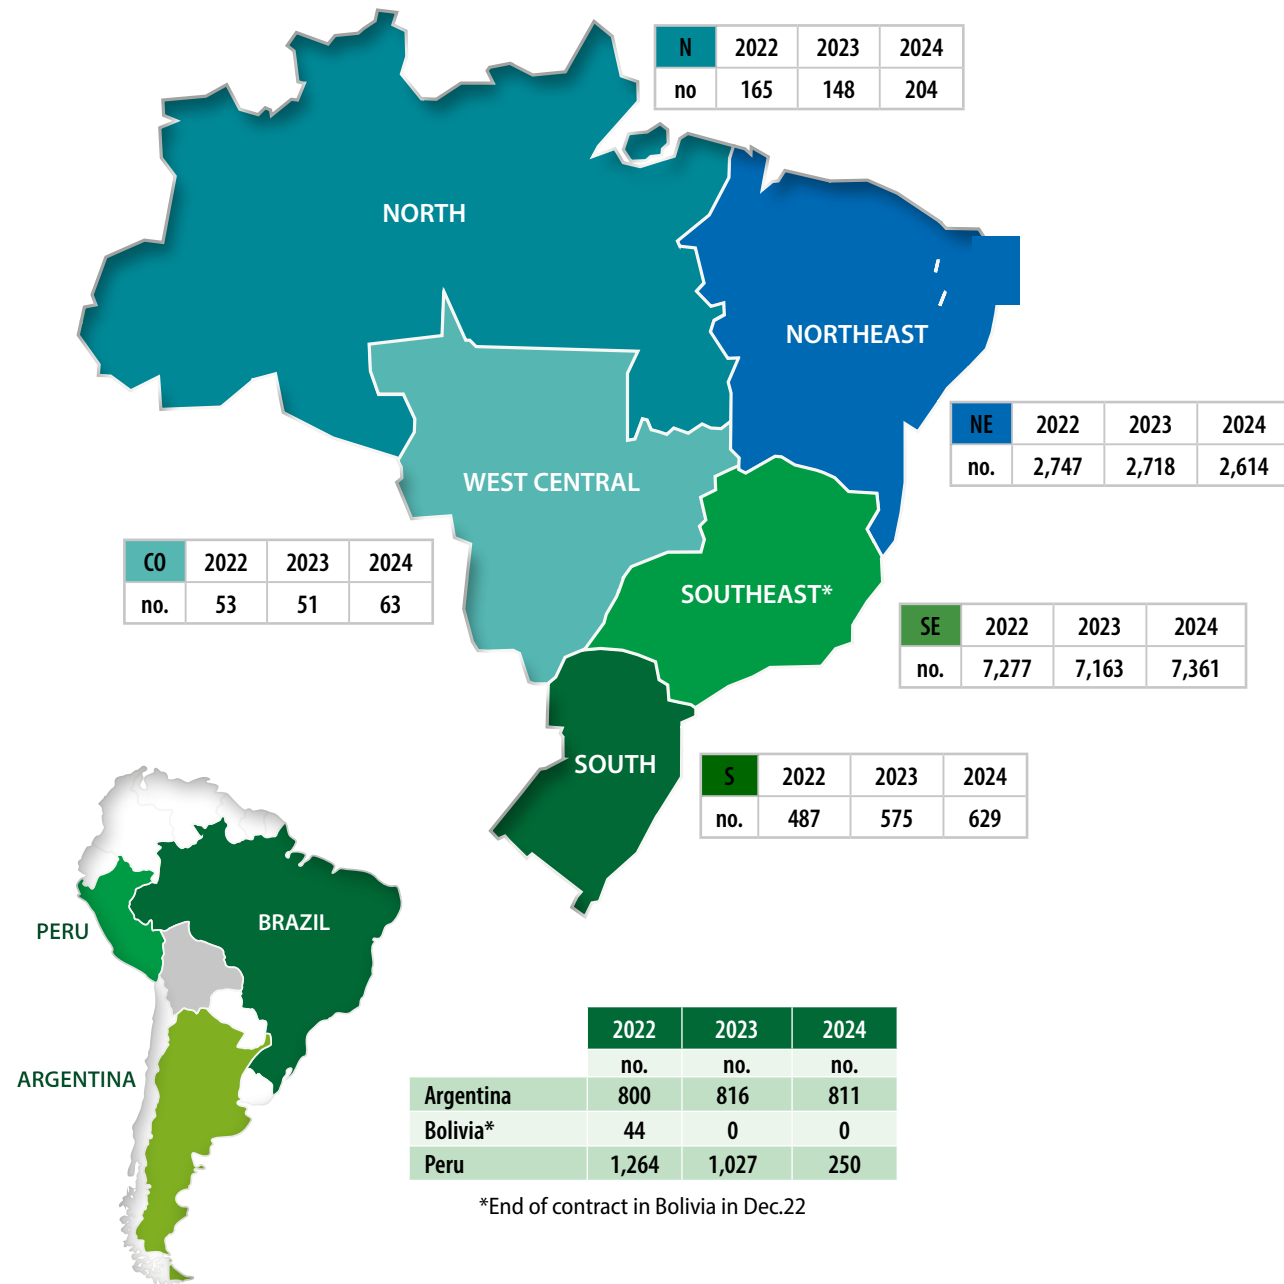 N 2022 2023 2024
no 165 148 204
NORTH
NORTHEAST
NE 2022 2023 2024
no. 2,747 2,718 2,614
WEST CENTRAL
CO 2022 2023 2024
no. 53 51 63
SOUTHEAST*
SE 2022 2023 2024
no. 7,277 7,163 7,361
SOUTH
S 2022 2023 2024
no. 487 575 629
PERU
BRAZIL
ARGENTINA
2022 2023 2024
no. no. no.
Argentina 800 816 811
Bolivia* 44 0 0
Peru 1,264 1,027 250
*End of contract in Bolivia in Dec.22